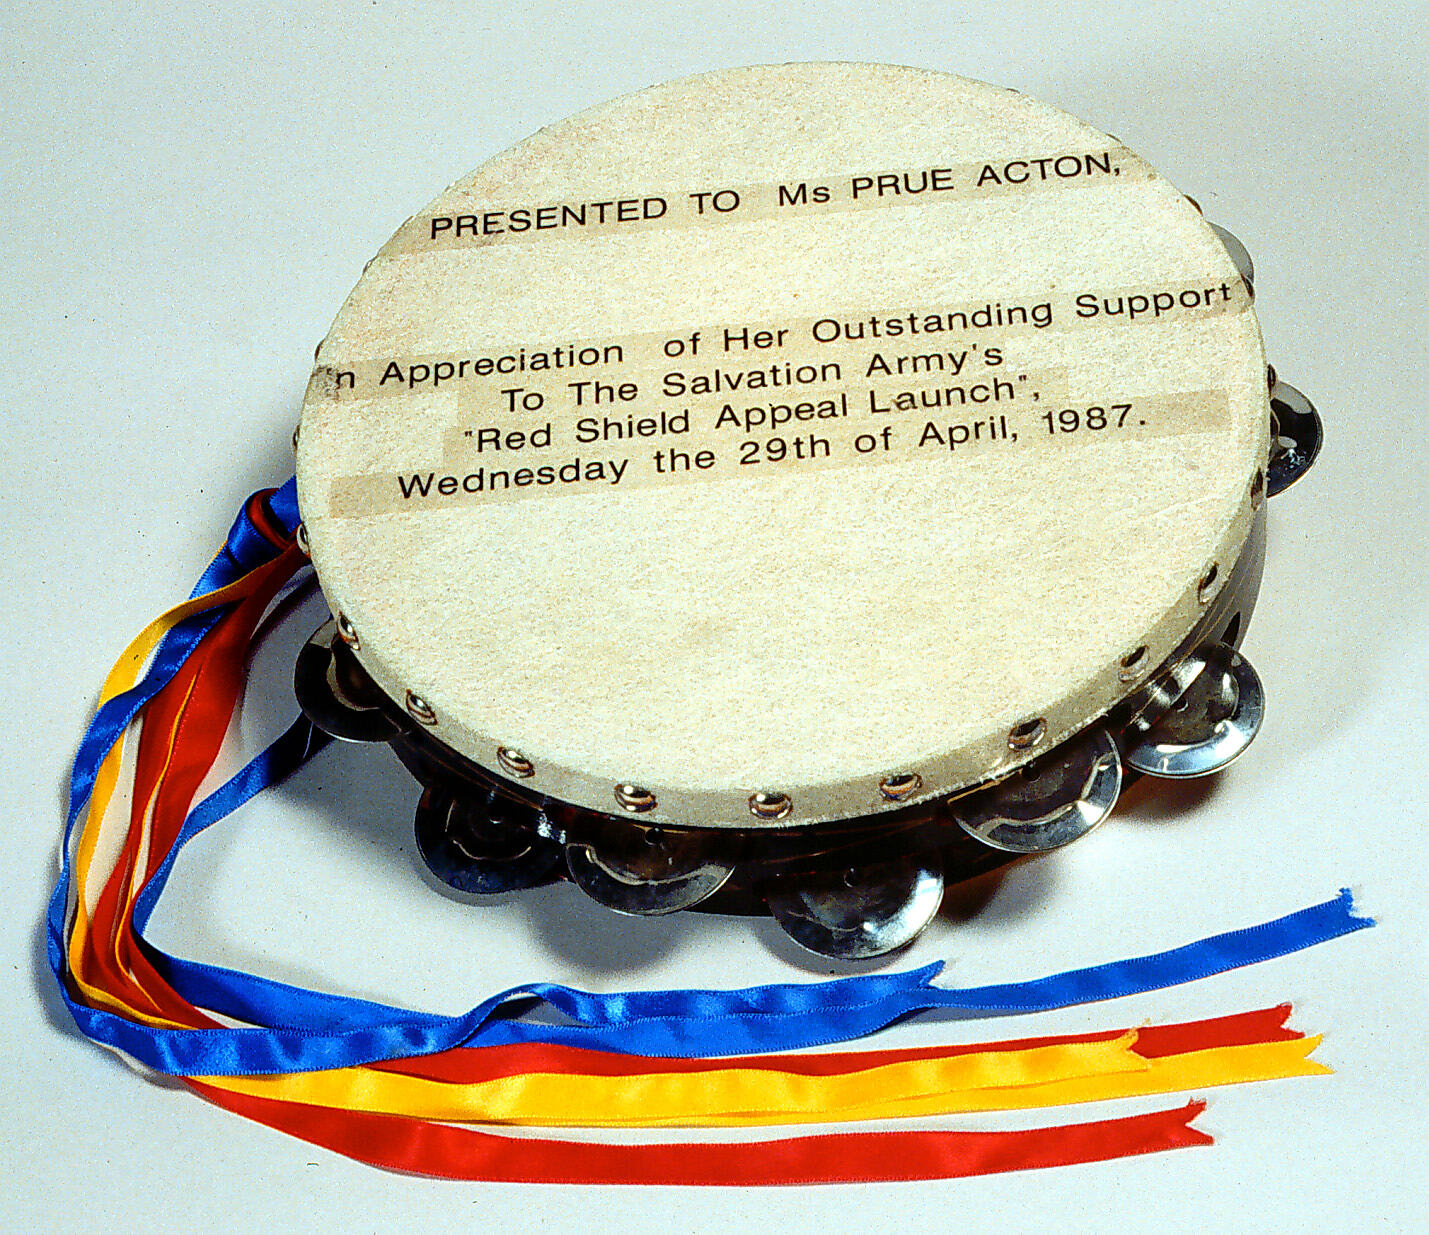 PRESENTED TO Ms PRUE ACTON,
In Appreciation of Her Outstanding Support
To The Salvation Army's
"Red Shield Appeal Launch",
Wednesday the 29th of April, 1987.